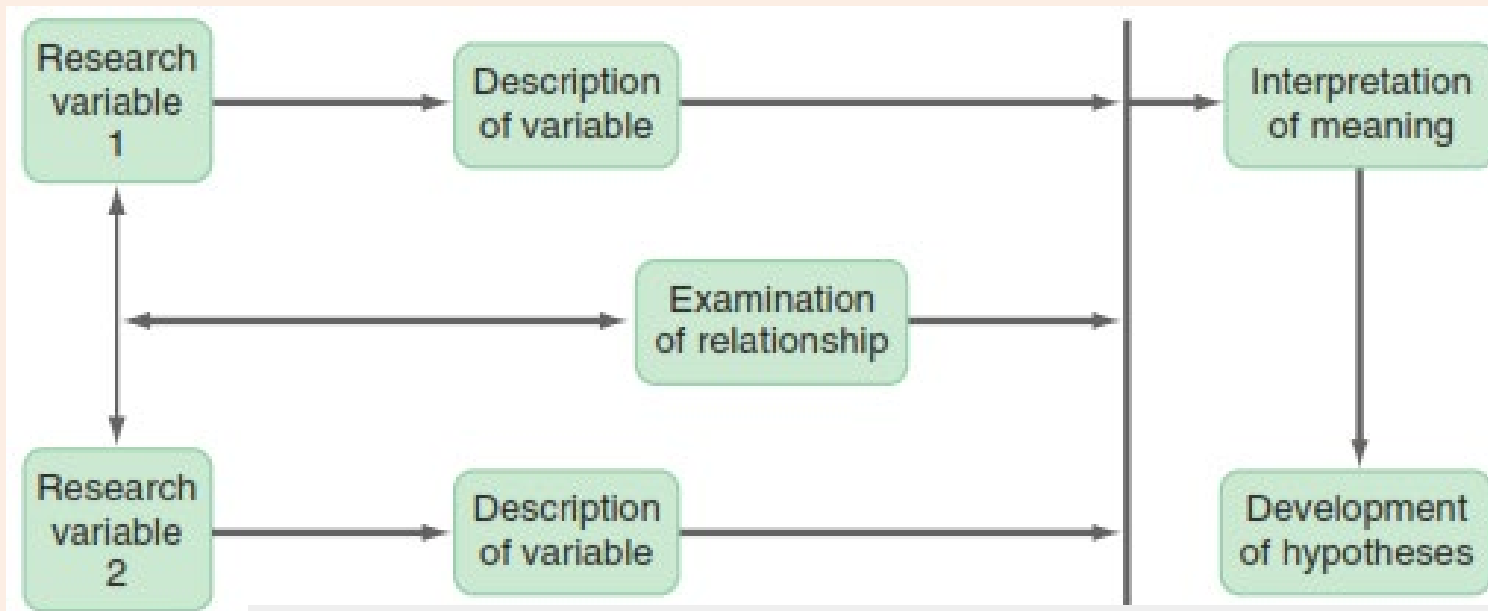 Research
variable
1
Description
of variable
Interpretation
of meaning
Examination
of relationship
Research
variable
2
Description
of variable
Development
of hypotheses